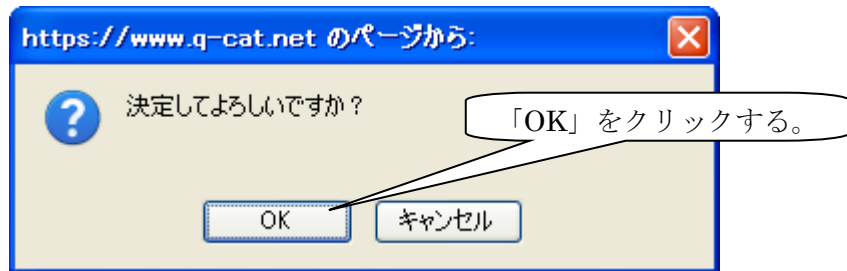 https://www.q-cat.net のページから:
決定してよろしいですか?
「OK」をクリックする。
OK
キャンセル